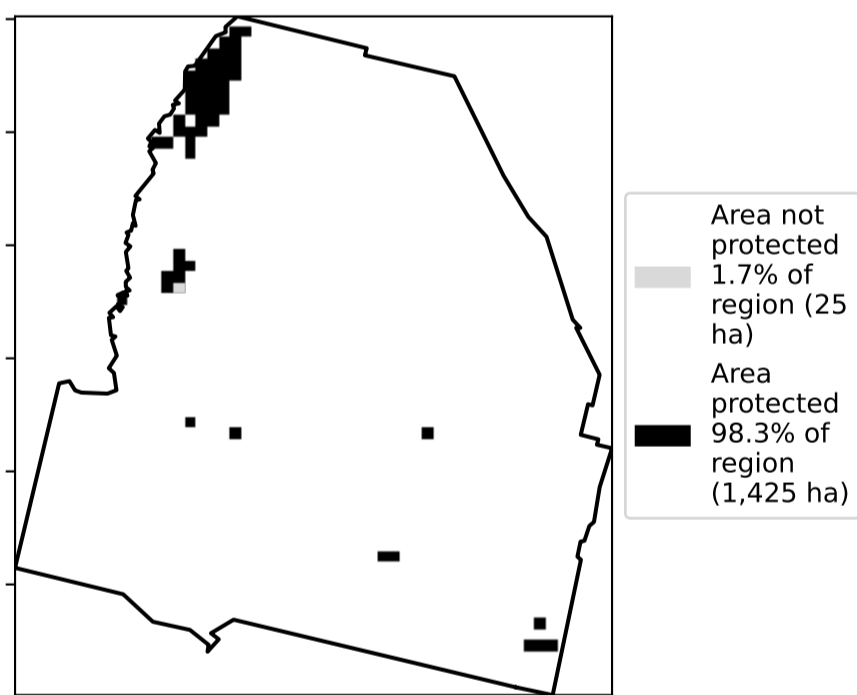 Area not
protected
1.7% of
region (25
ha)
Area
protected
98.3% of
region
(1,425 ha)